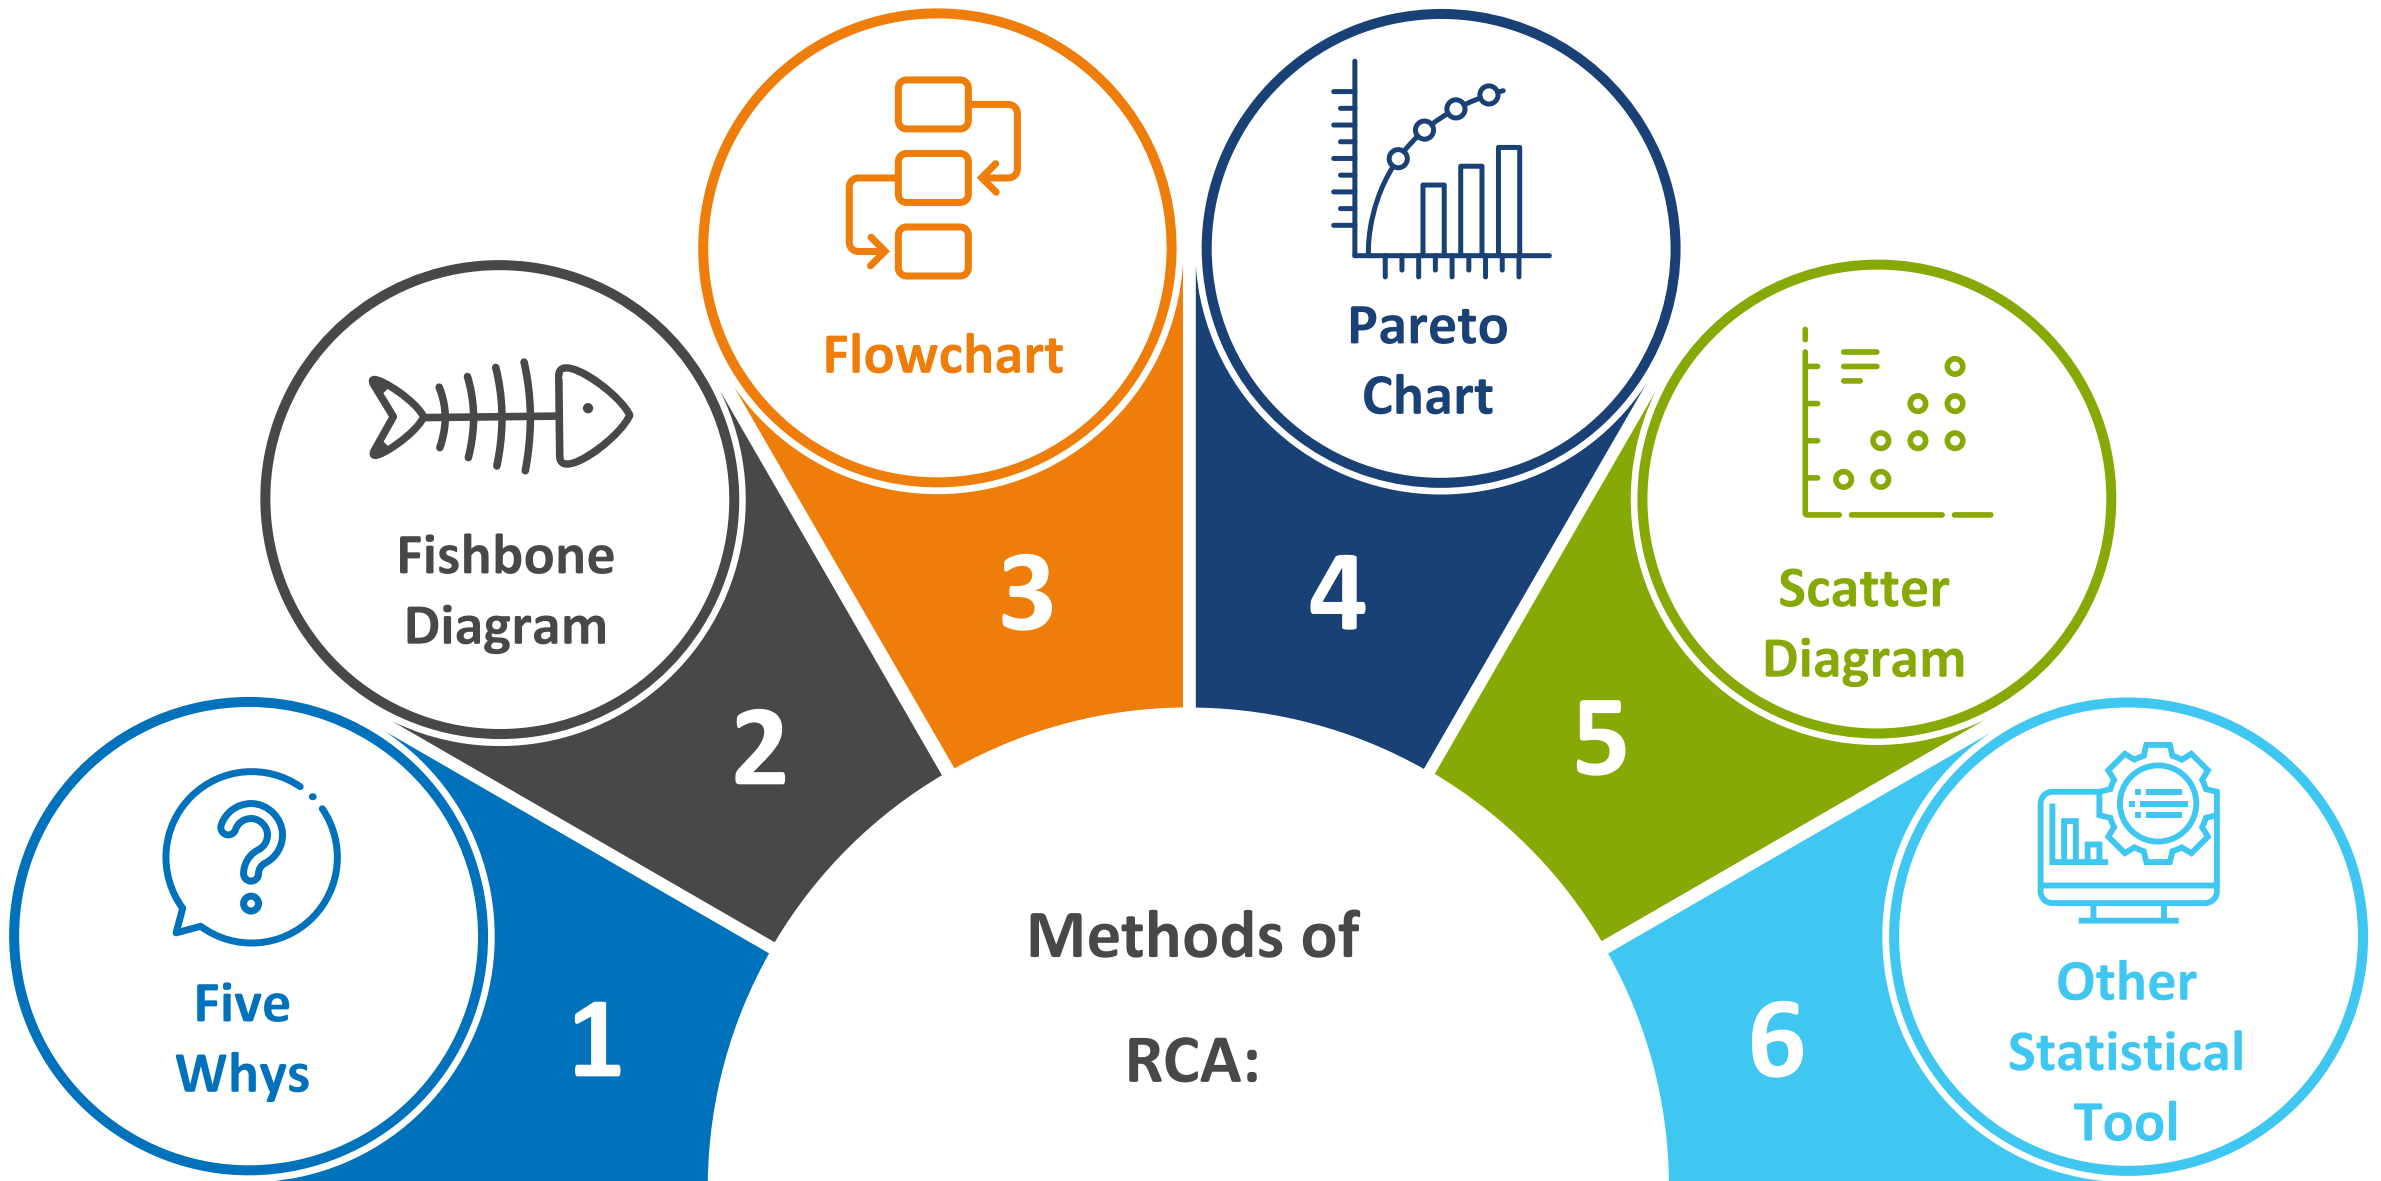 Methods of
RCA:
1
Five
Whys
2
Fishbone
Diagram
3
Flowchart
4
Pareto
Chart
5
Scatter
Diagram
6
Other
Statistical
Tool